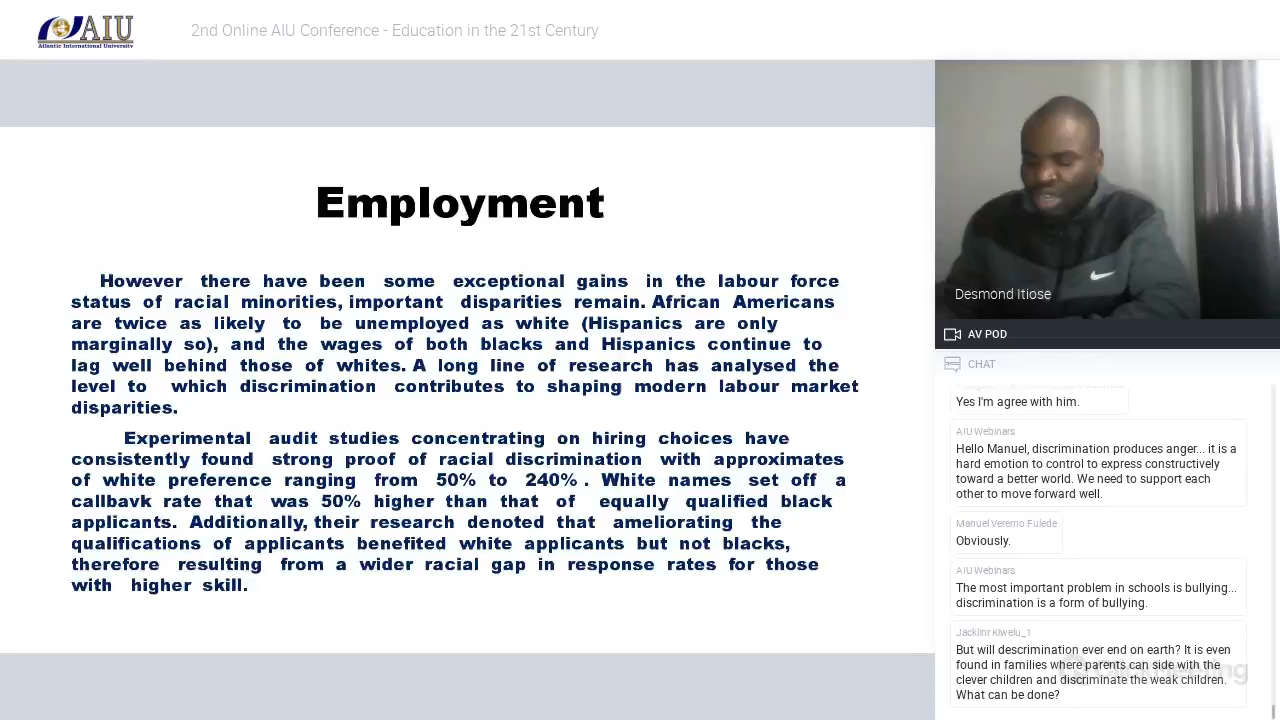 AIU
Atlantic International University
2nd Online AIU Conference - Education in the 21st Century
Employment
However there have been some exceptional gains in the labour force
status of racial minorities, important disparities remain. African Americans
are twice as likely to be unemployed as white (Hispanics are only
marginally so), and the wages of both blacks and Hispanics continue to
lag well behind those of whites. A long line of research has analysed the
level to which discrimination contributes to shaping modern labour market
disparities.
Experimental audit studies concentrating on hiring choices have
consistently found strong proof of racial discrimination with approximates
of white preference ranging from 50% to 240% . White names set off a
callbavk rate that was 50% higher than that of equally qualified black
applicants. Additionally, their research denoted that ameliorating the
qualifications of applicants benefited white applicants but not blacks,
therefore resulting from a wider racial gap in response rates for those
with higher skill.
Desmond Itiose
AV POD
CHAT
Yes I'm agree with him.
AIU Webinars
Hello Manuel, discrimination produces anger... it is a
hard emotion to control to express constructively
toward a better world. We need to support each
other to move forward well.
Manuel Veremo Fulede
Obviously.
AIU Webinars
The most important problem in schools is bullying...
discrimination is a form of bullying.
Jacklinr Kiwelu_1
But will descrimination ever end on earth? It is even
found in families where parents can side with the
clever children and discriminate the weak children.
What can be done?